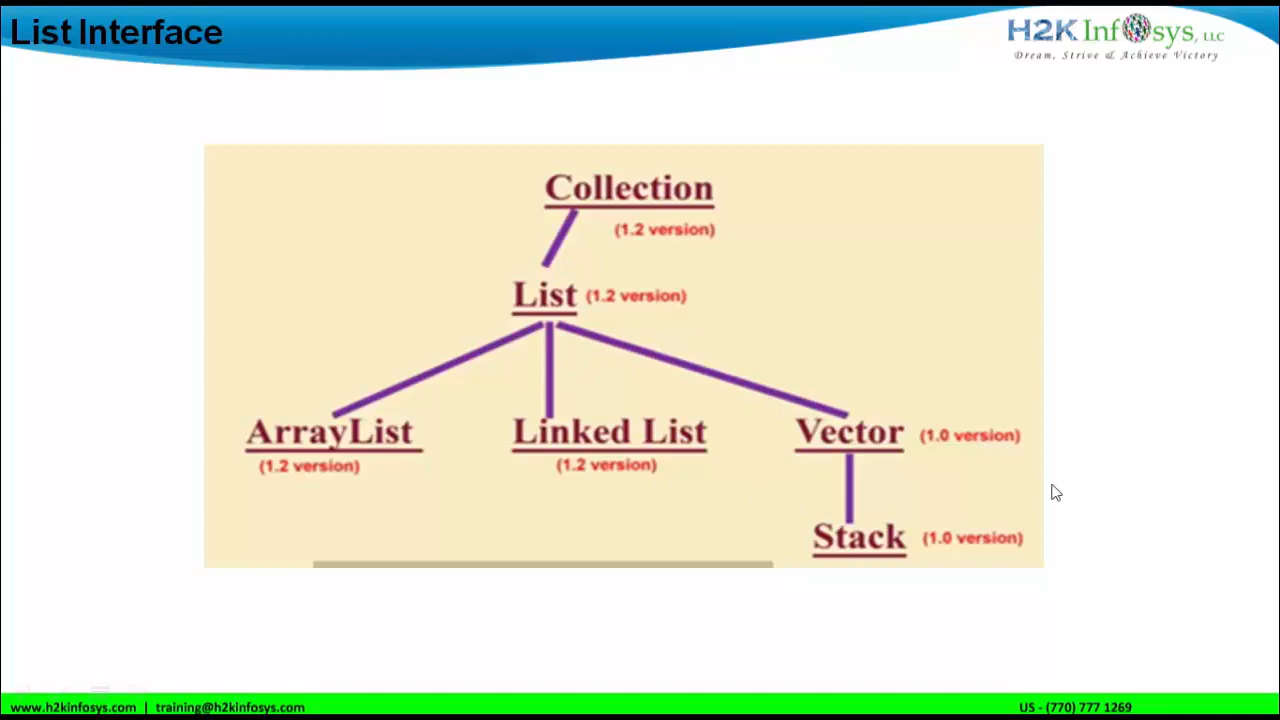 List Interface
H2K Infosys, LLC
Dream, Strive & Achieve Victory
Collection
(1.2 version)
List (1.2 version)
ArrayList
(1.2 version)
Linked List
(1.2 version)
Vector (1.0 version)
Stack (1.0 version)
www.h2kinfosys.com | training@h2kinfosys.com
US - (770) 777 1269